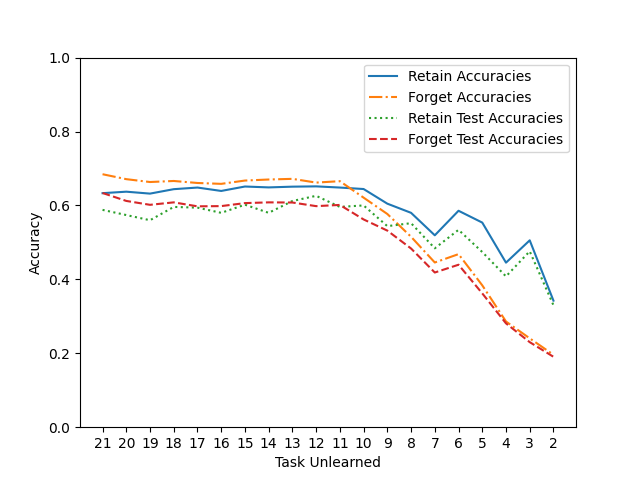 1.0
0.8
0.6
0.4
0.2
0.0
Accuracy
Retain Accuracies
Forget Accuracies
Retain Test Accuracies
Forget Test Accuracies
21 20 19 18 17 16 15 14 13 12 11 10 9 8 7 6 5 4 3 2
Task Unlearned